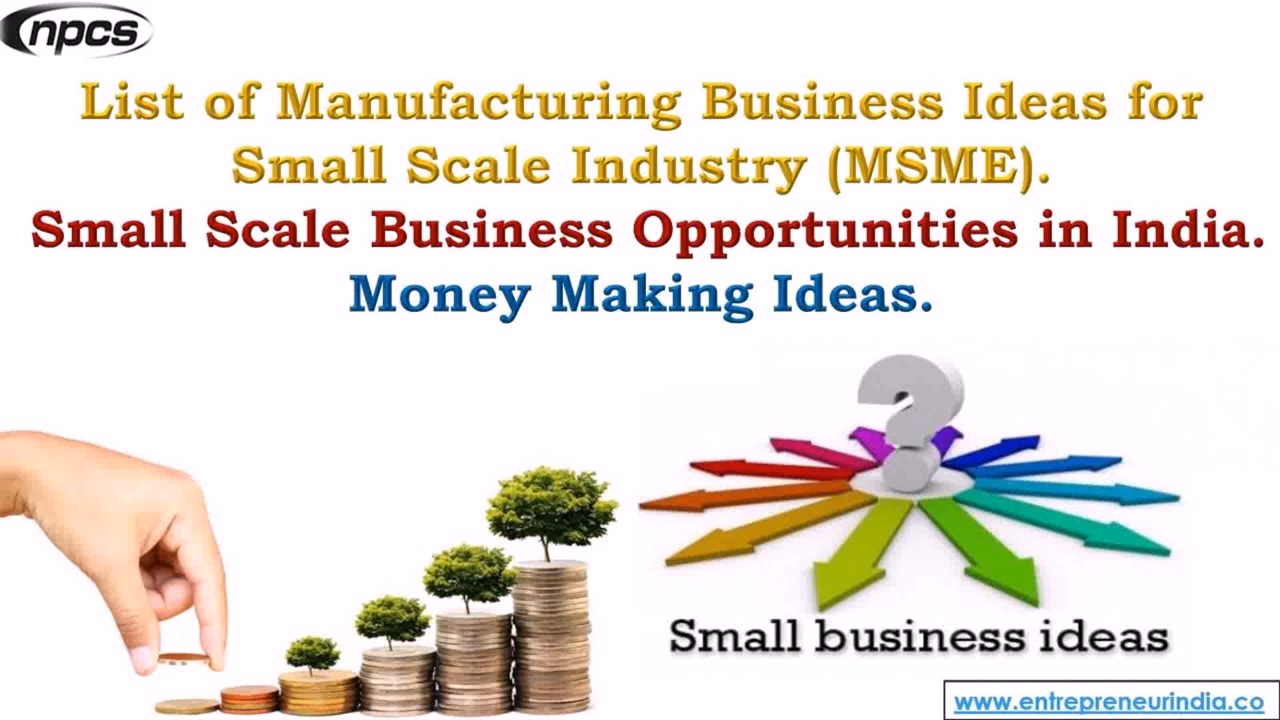 npcs
List of Manufacturing Business Ideas for
Small Scale Industry (MSME).
Small Scale Business Opportunities in India.
Money Making Ideas.
Small business ideas
www.entrepreneurindia.co